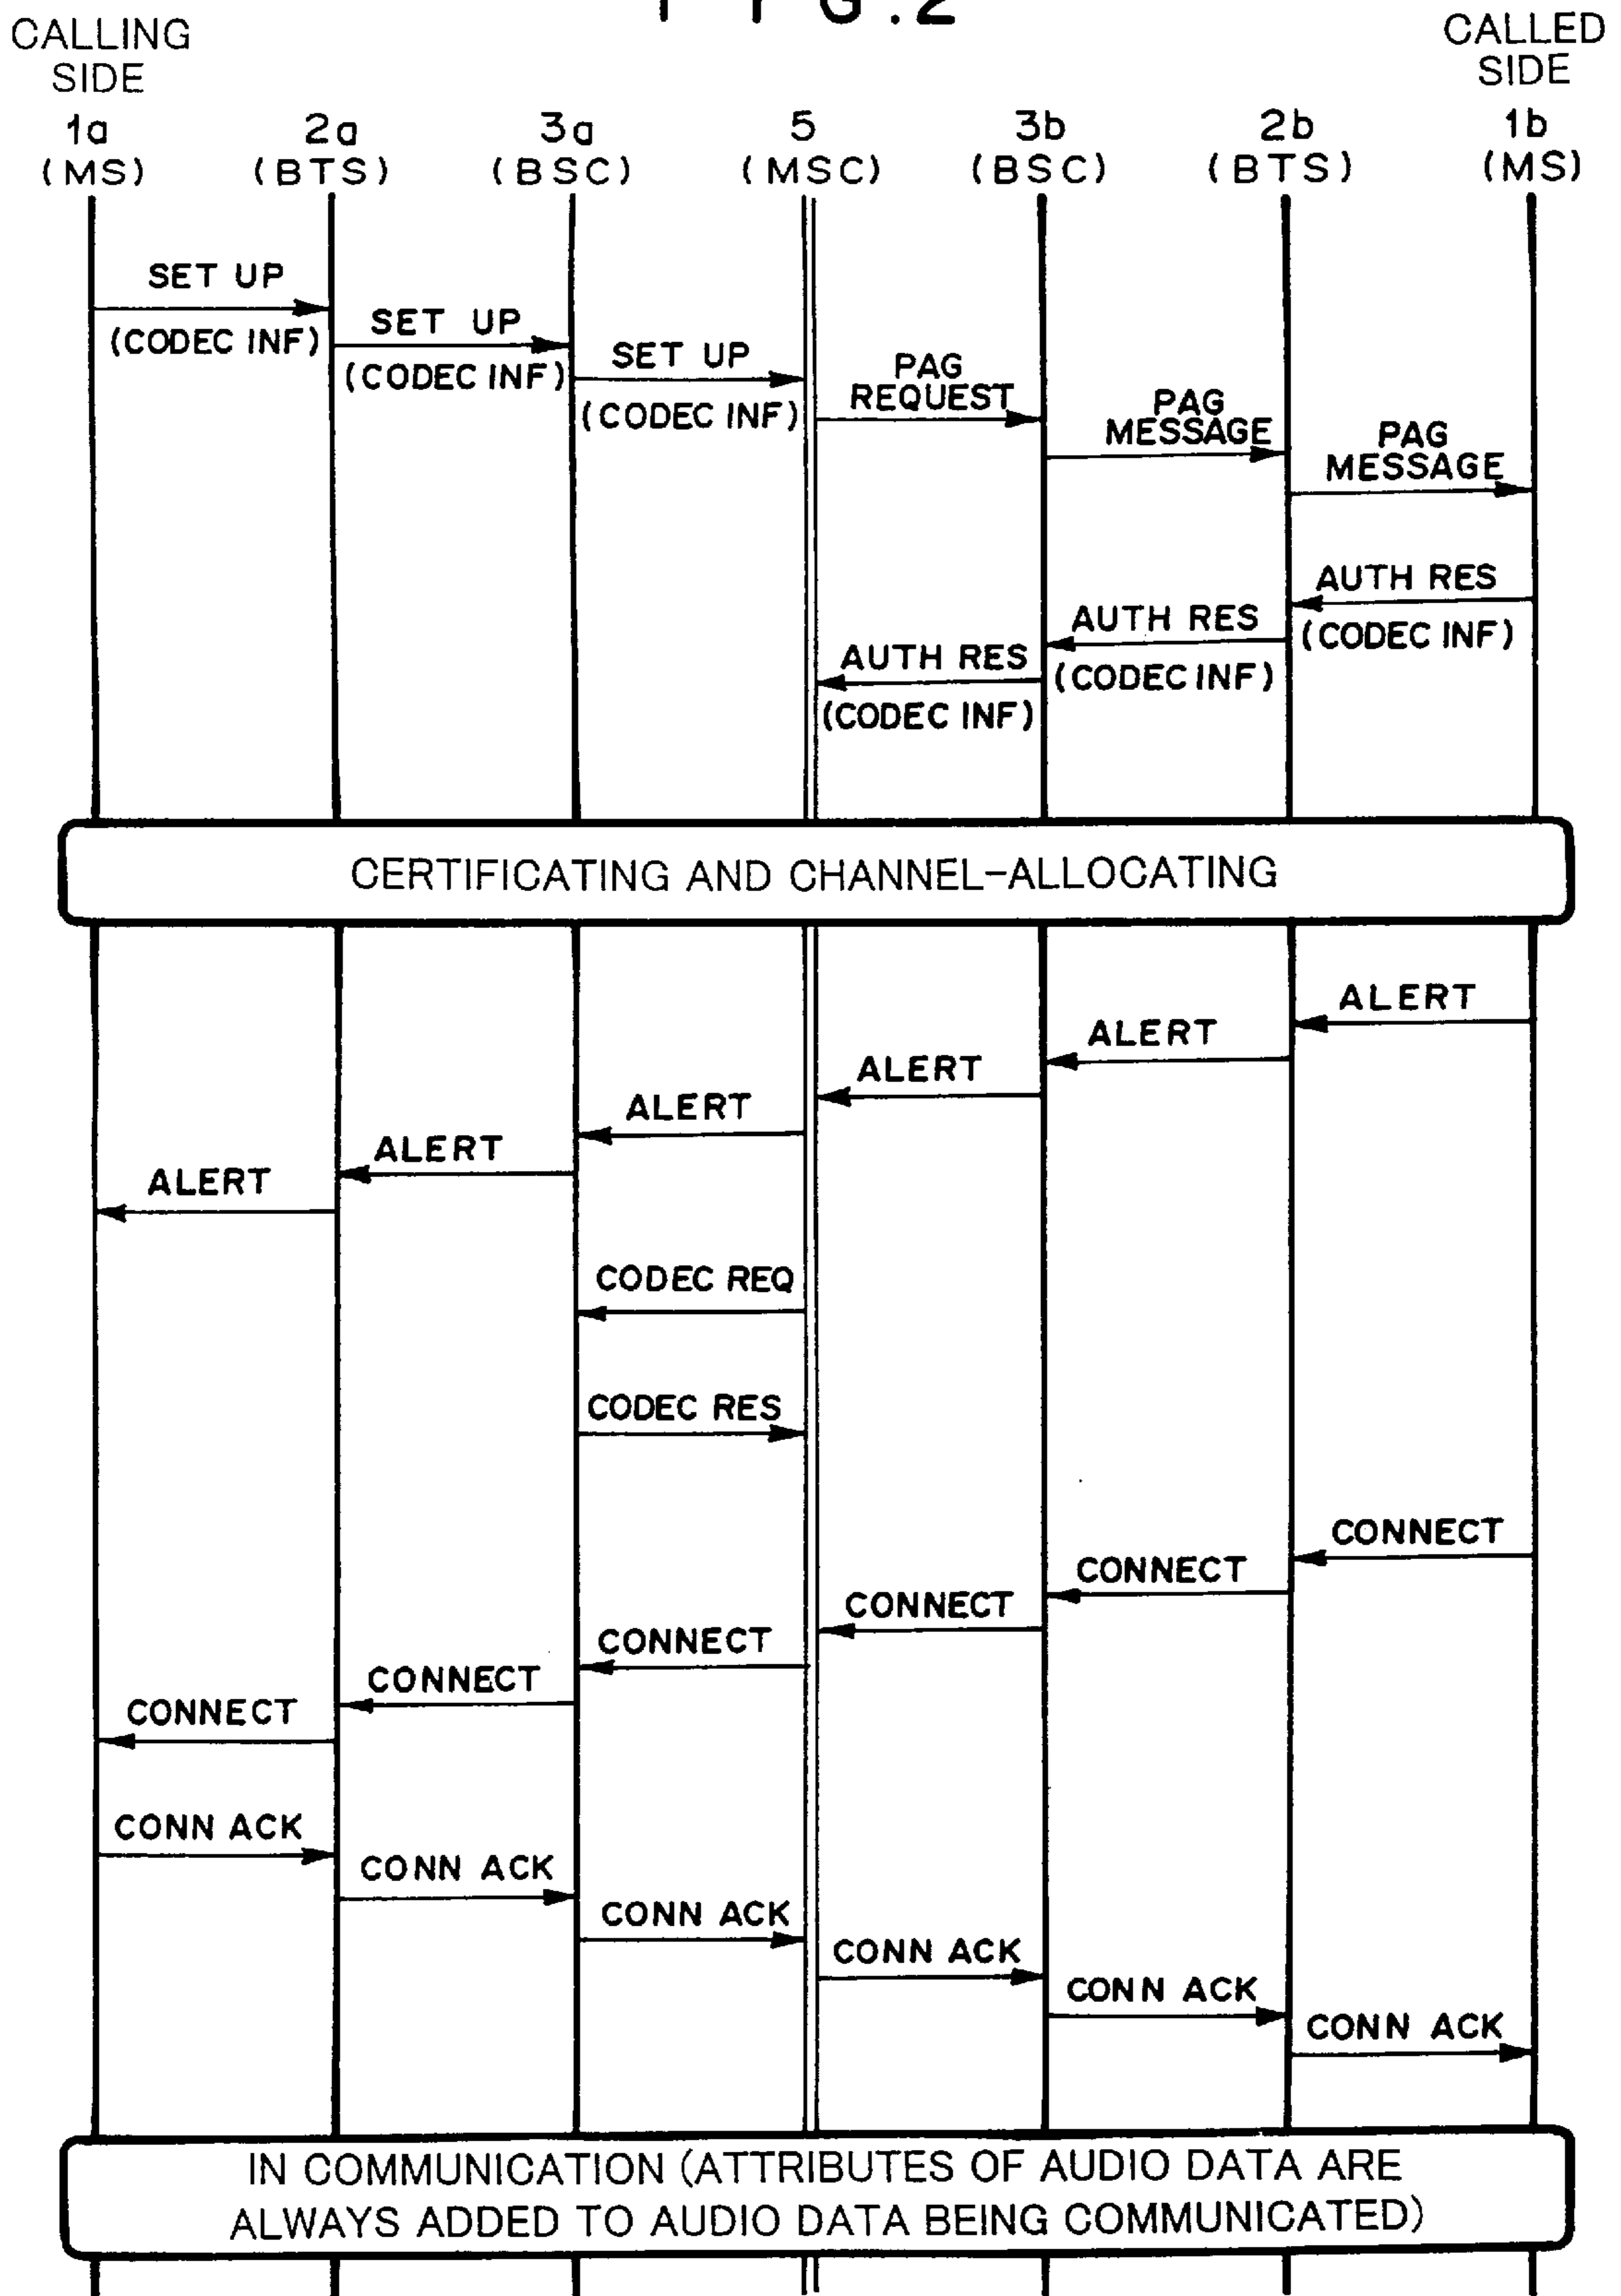 FIG.2
CALLING
SIDE
CALLED
SIDE
1a
2a
3a
5
3b
2b
1b
(MS)
(BTS)
(BSC)
(MSC)
(BSC)
(BTS)
(MS)
SET UP
(CODEC INF)
SET UP
(CODEC INF)
SET UP
(CODEC INF)
PAG
REQUEST
PAG
MESSAGE
PAG
MESSAGE
AUTH RES
(CODEC INF)
AUTH RES
(CODEC INF)
AUTH RES
(CODEC INF)
CERTIFICATING AND CHANNEL-ALLOCATING
ALERT
ALERT
ALERT
ALERT
ALERT
ALERT
CODEC REQ
CODEC RES
CONNECT
CONNECT
CONNECT
CONNECT
CONNECT
CONNECT
CONN ACK
CONN ACK
CONN ACK
CONN ACK
CONN ACK
CONN ACK
IN COMMUNICATION (ATTRIBUTES OF AUDIO DATA ARE
ALWAYS ADDED TO AUDIO DATA BEING COMMUNICATED)